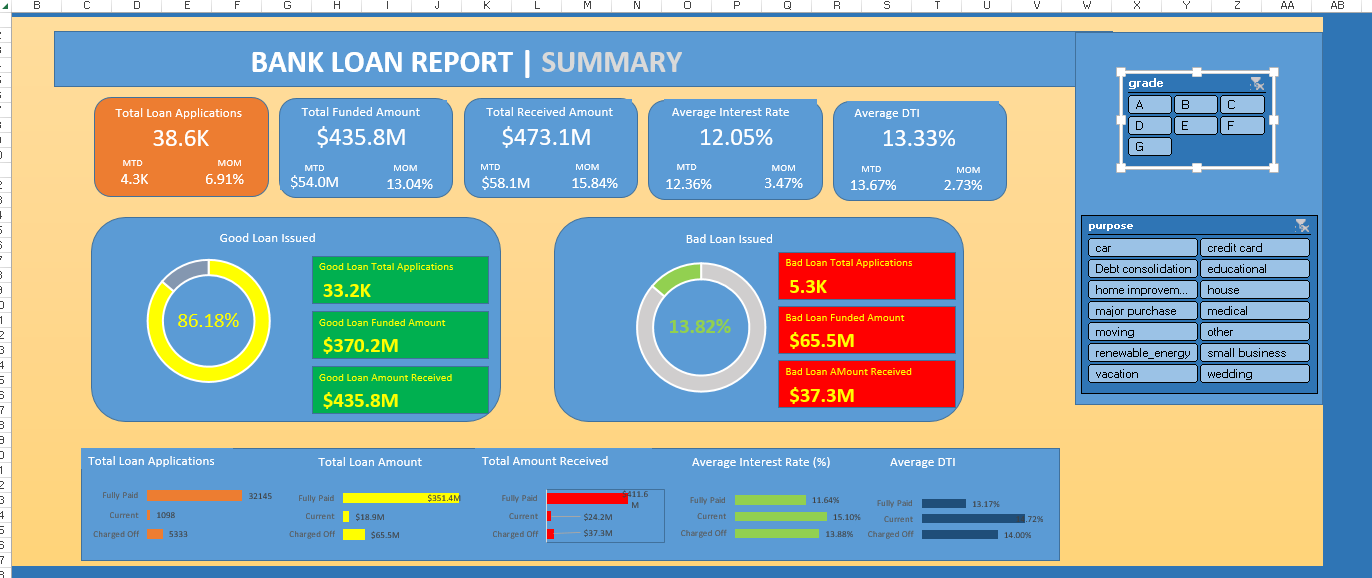 B C D E F G H I J K L M N O P Q R S T U V W X Y Z AA AB
BANK LOAN REPORT | SUMMARY
Total Loan Applications
38.6K
MTD MOM
4.3K 6.91%
Total Funded Amount
$435.8M
MTD MOM
$54.0M 13.04%
Total Received Amount
$473.1M
MTD MOM
$58.1M 15.84%
Average Interest Rate
12.05%
MTD MOM
12.36% 3.47%
Average DTI
13.33%
MTD MOM
13.67% 2.73%
grade
A B C
D E F
G
Good Loan Issued
86.18%
Good Loan Total Applications
33.2K
Good Loan Funded Amount
$370.2M
Good Loan Amount Received
$435.8M
Bad Loan Issued
13.82%
Bad Loan Total Applications
5.3K
Bad Loan Funded Amount
$65.5M
Bad Loan AMount Received
$37.3M
purpose
car credit card
Debt consolidation educational
home improvem... house
major purchase medical
moving other
renewable_energy small business
vacation wedding
Total Loan Applications
Fully Paid 32145
Current 1098
Charged Off 5333
Total Loan Amount
Fully Paid $351.4M
Current $18.9M
Charged Off $65.5M
Total Amount Received
Fully Paid $411.6
M
Current $24.2M
Charged Off $37.3M
Average Interest Rate (%)
Fully Paid 11.64%
Current 15.10%
Charged Off 13.88%
Average DTI
Fully Paid 13.17%
Current .72%
Charged Off 14.00%